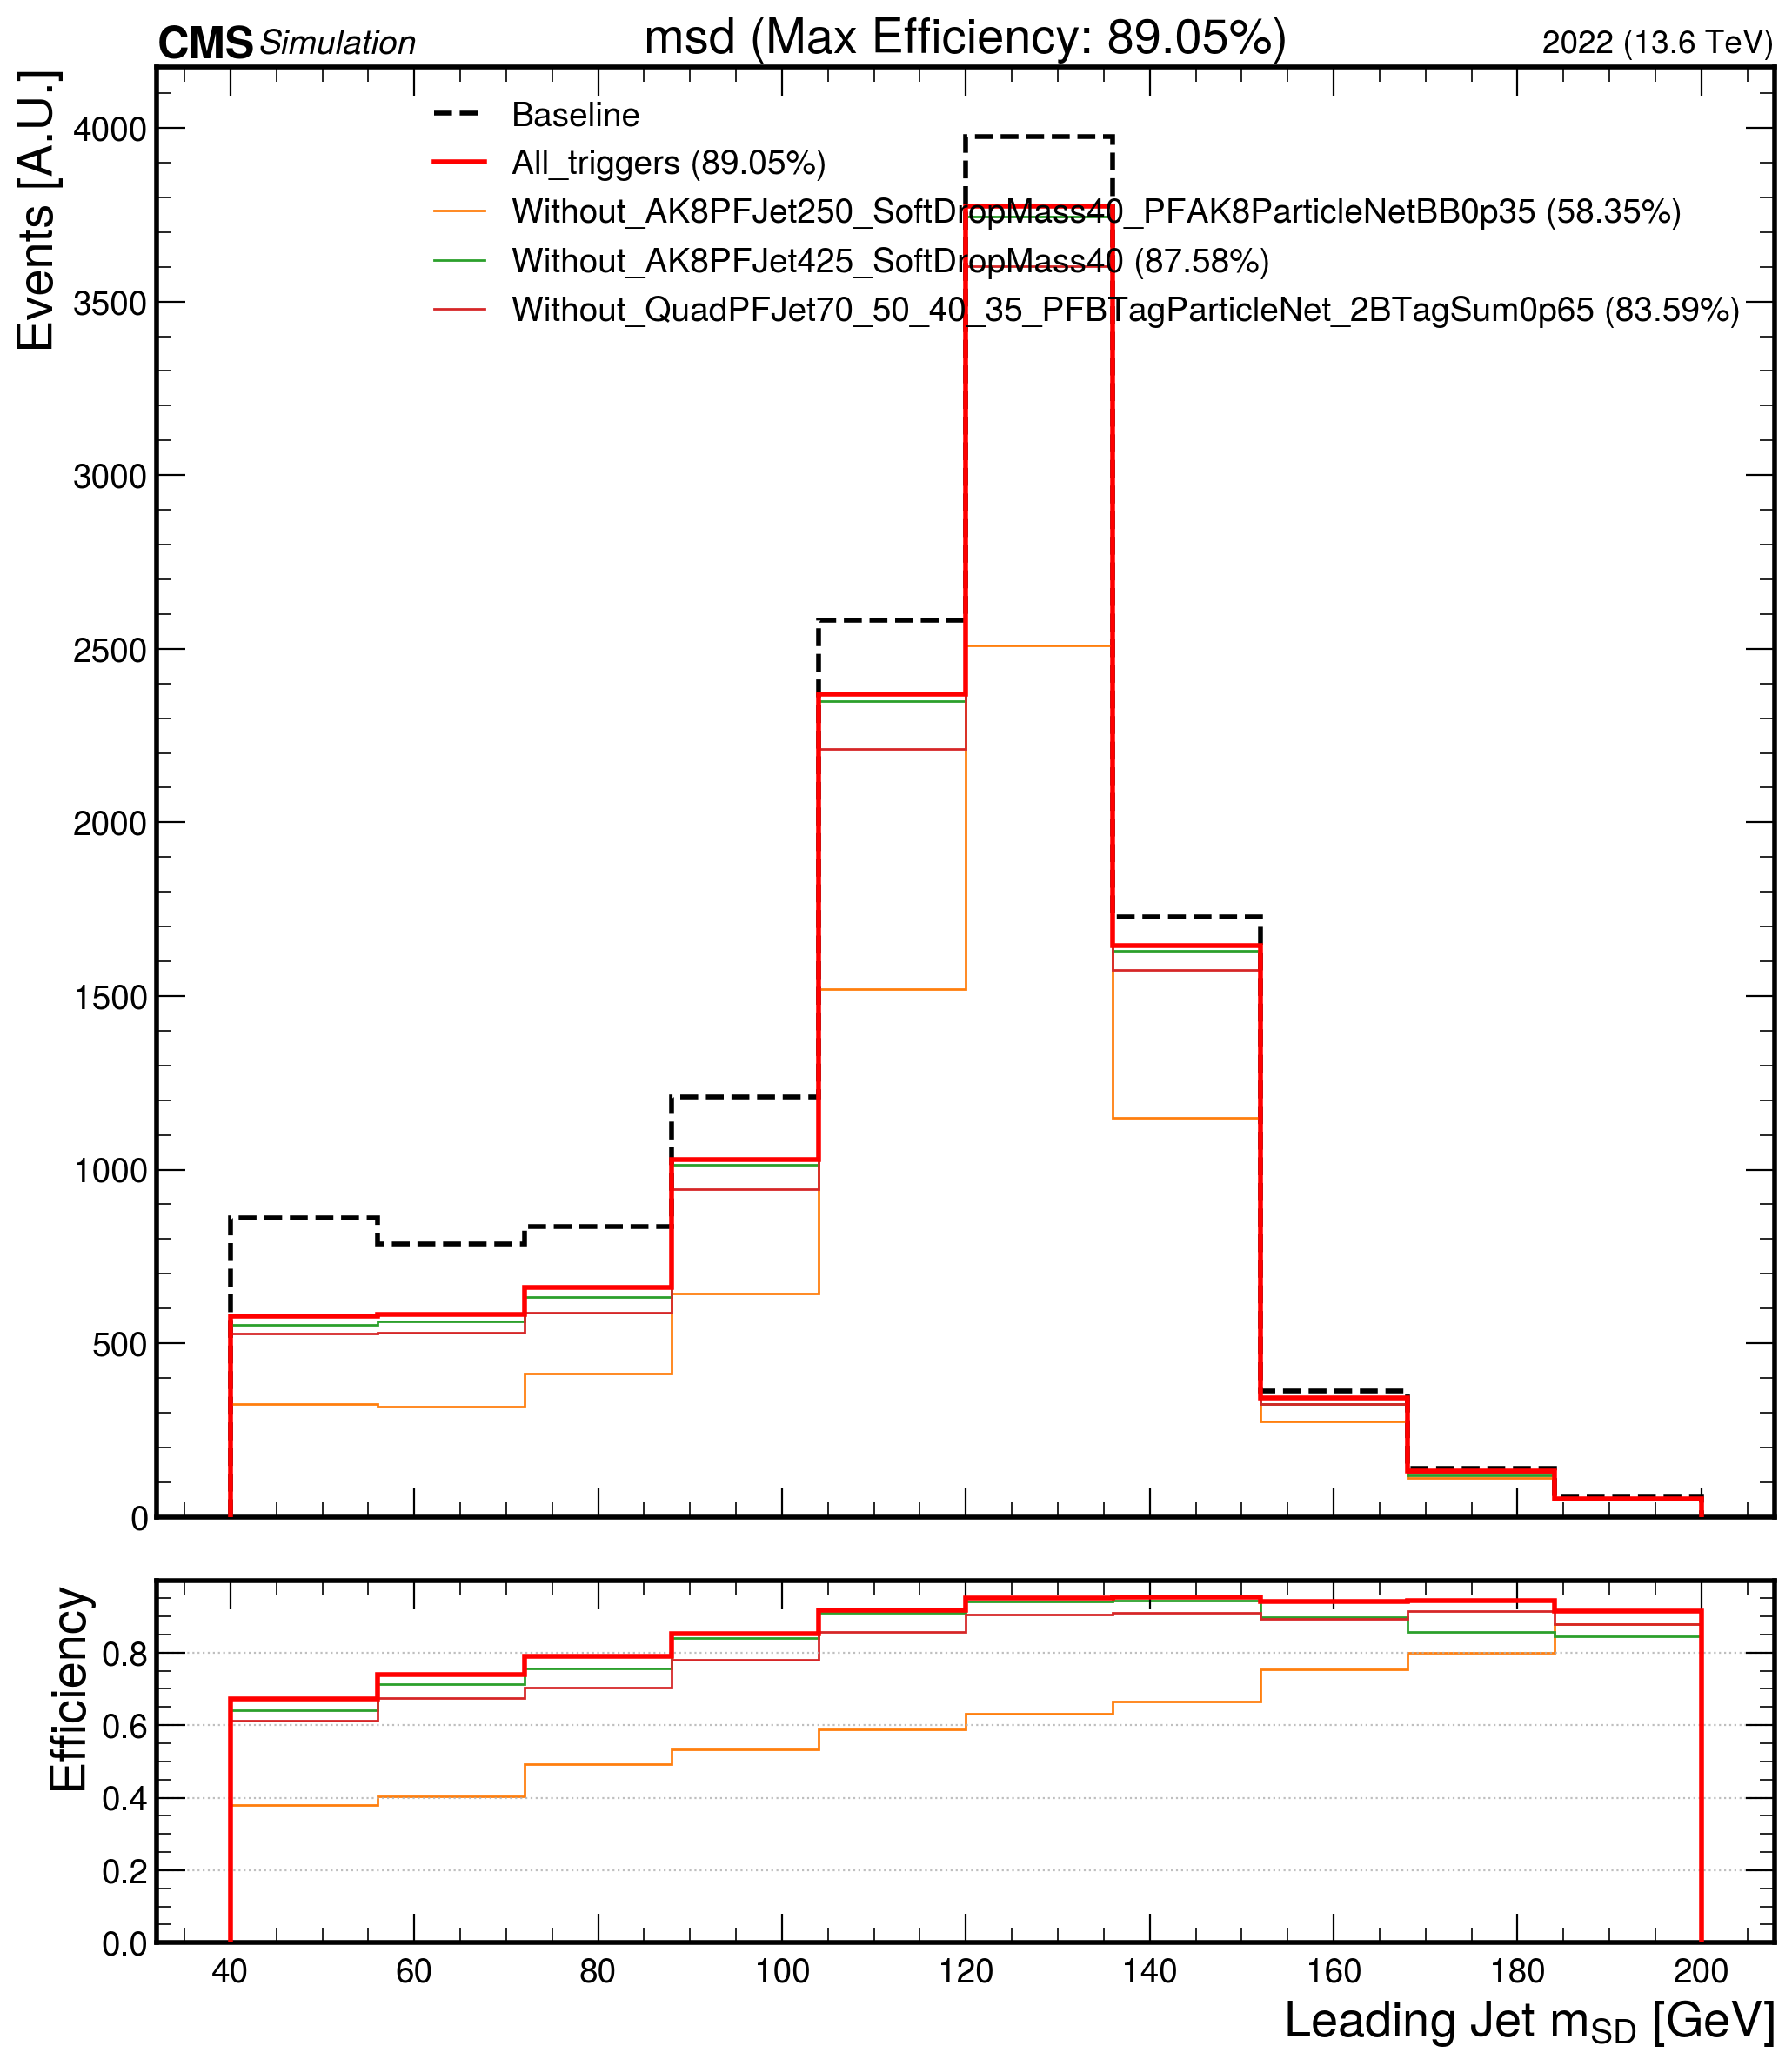 CMS Simulation msd (Max Efficiency: 89.05%) 2022 (13.6 TeV)
Events [A.U.]
Baseline
All_triggers (89.05%)
Without_AK8PFJet250_SoftDropMass40_PFAK8ParticleNetBB0p35 (58.35%)
Without_AK8PFJet425_SoftDropMass40 (87.58%)
Without_QuadPFJet70_50_40_35_PFBTagParticleNet_2BTagSum0p65 (83.59%)
4000
3500
3000
2500
2000
1500
1000
500
0
Efficiency
0.8
0.6
0.4
0.2
0.0
40 60 80 100 120 140 160 180 200
Leading Jet m_SD [GeV]